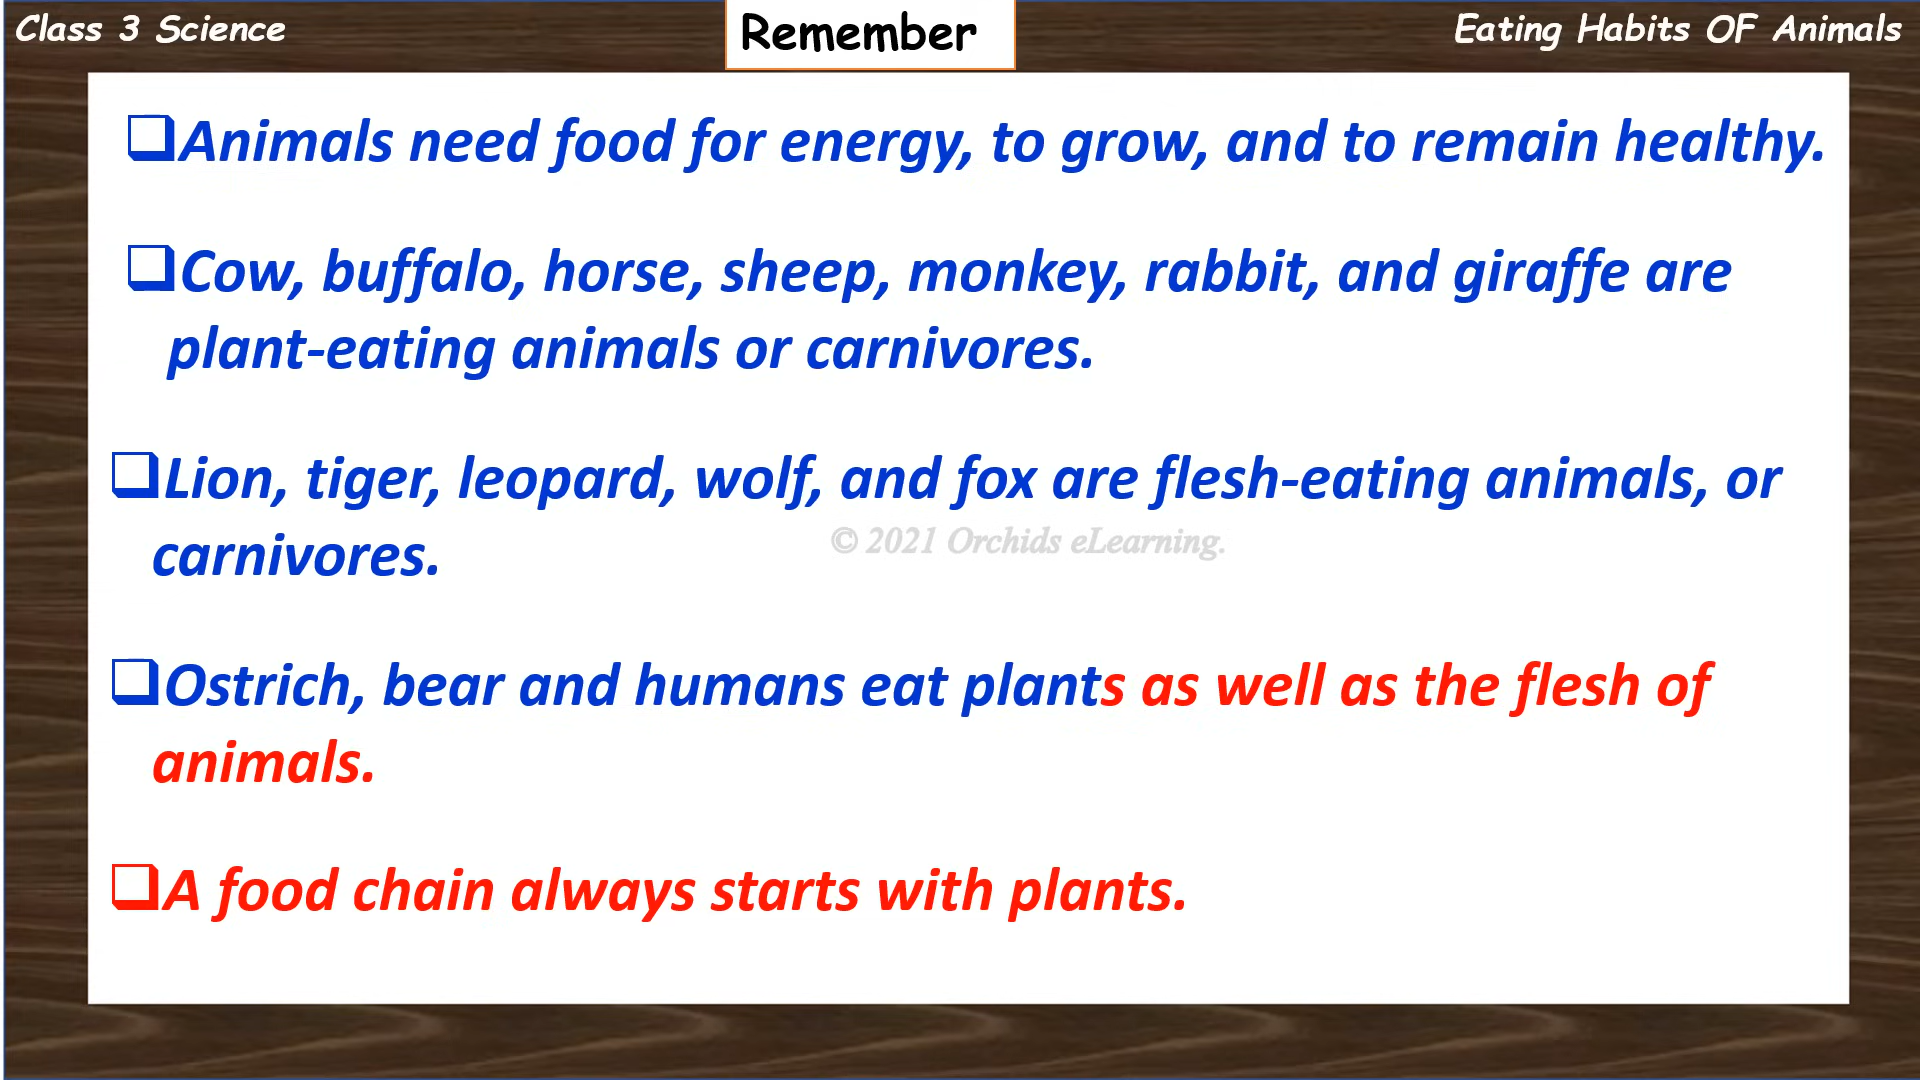 Class 3 Science
Remember
Eating Habits OF Animals
❑Animals need food for energy, to grow, and to remain healthy.
❑Cow, buffalo, horse, sheep, monkey, rabbit, and giraffe are
plant-eating animals or carnivores.
❑Lion, tiger, leopard, wolf, and fox are flesh-eating animals, or
carnivores.
© 2021 Orchids eLearning.
❑Ostrich, bear and humans eat plants as well as the flesh of
animals.
❑A food chain always starts with plants.